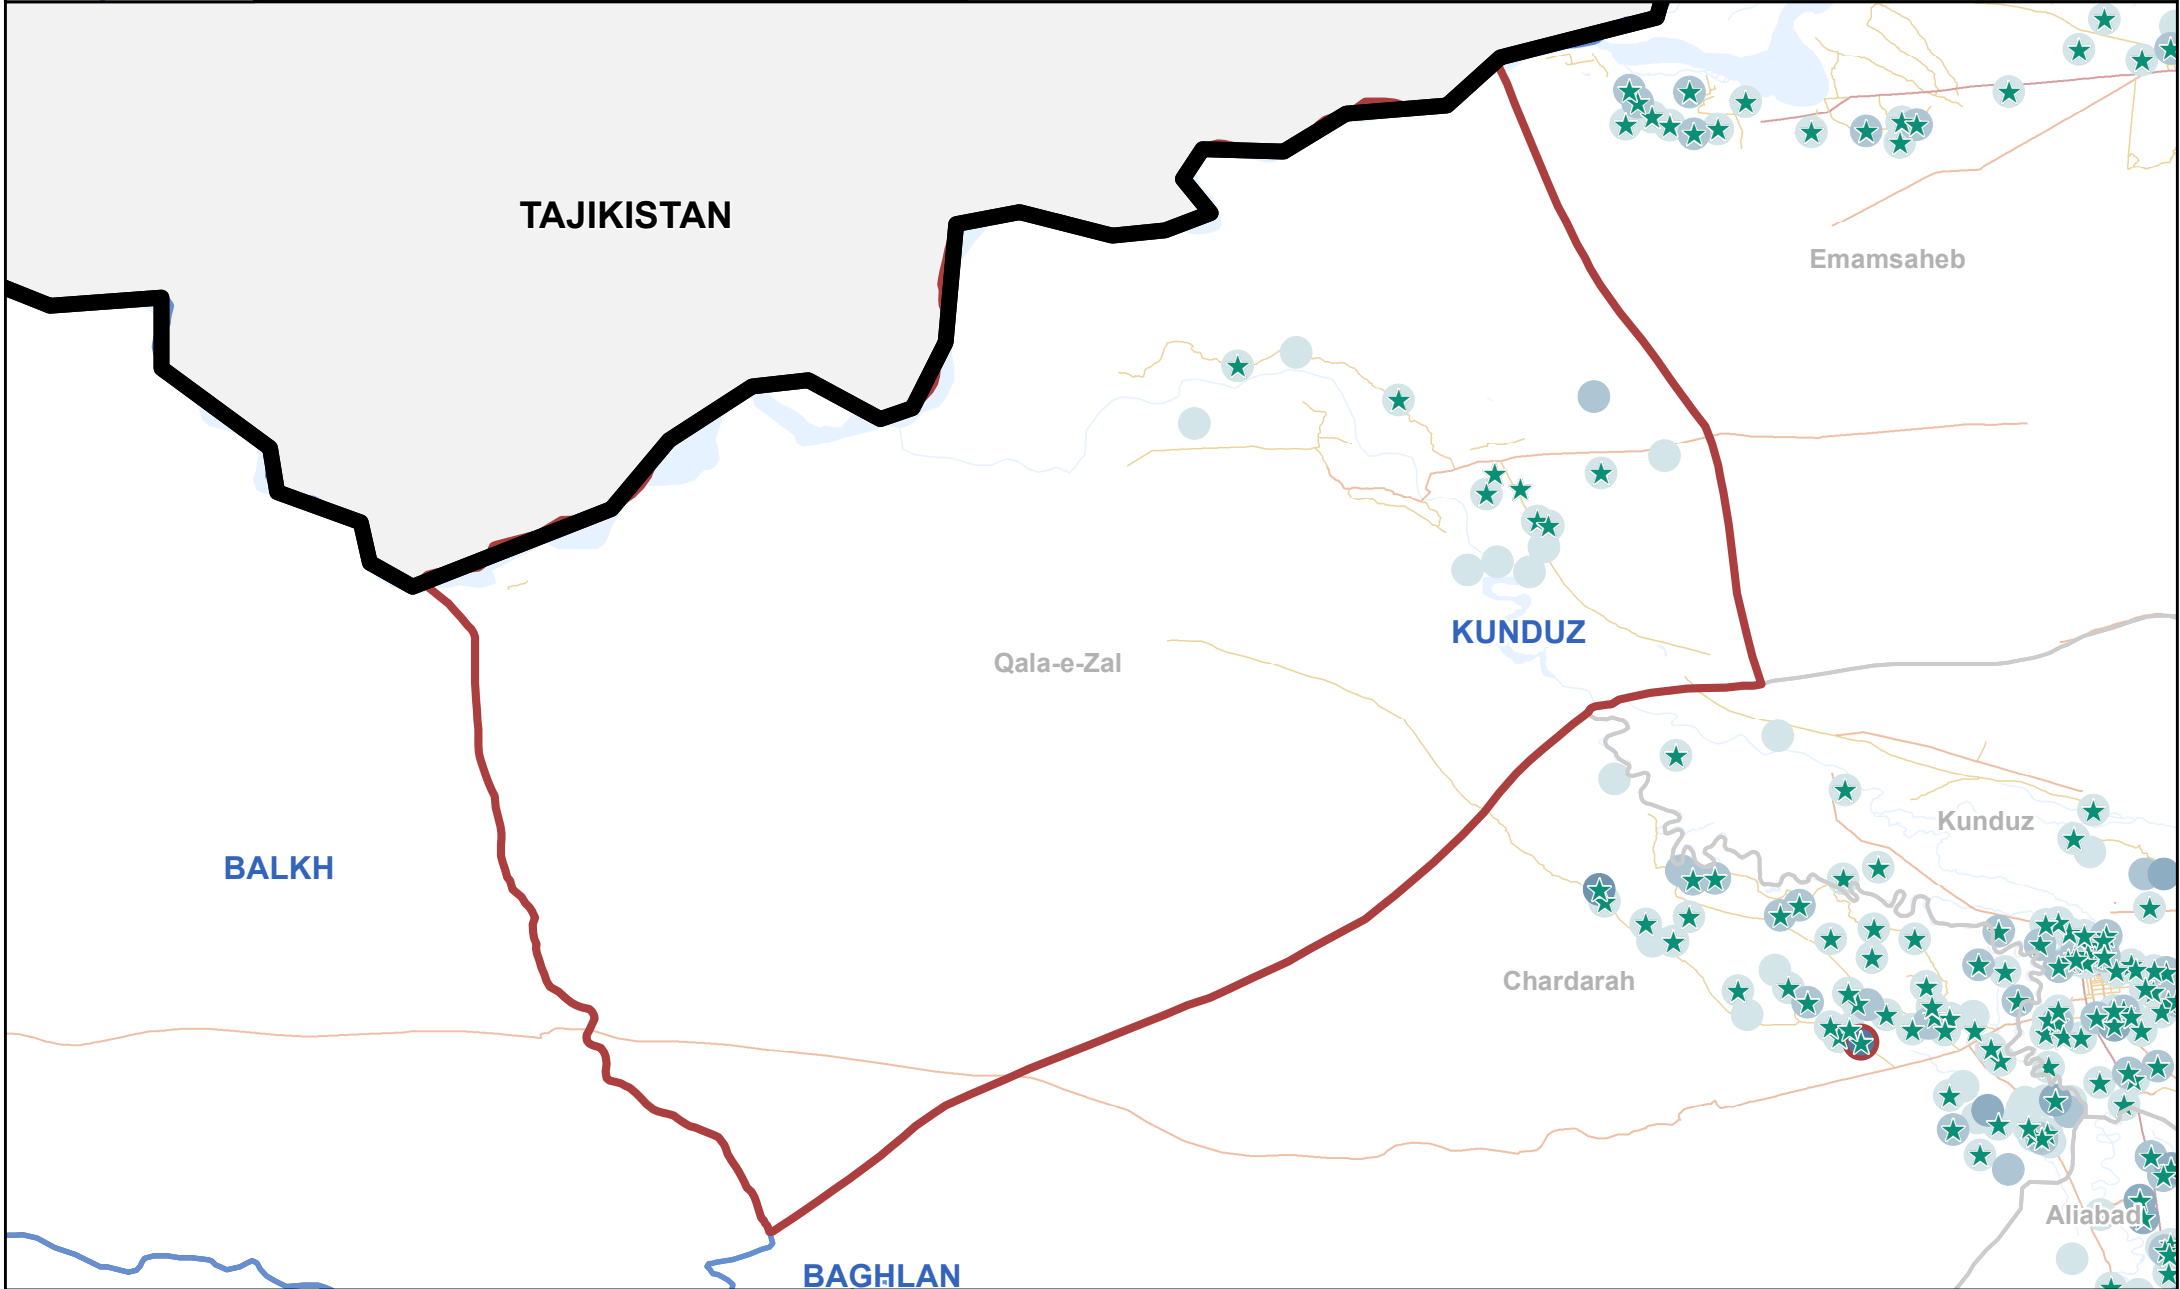 TAJIKISTAN
Emamsaheb
KUNDUZ
Qala-e-Zal
Kunduz
BALKH
Chardarah
Aliabad
BAGHLAN